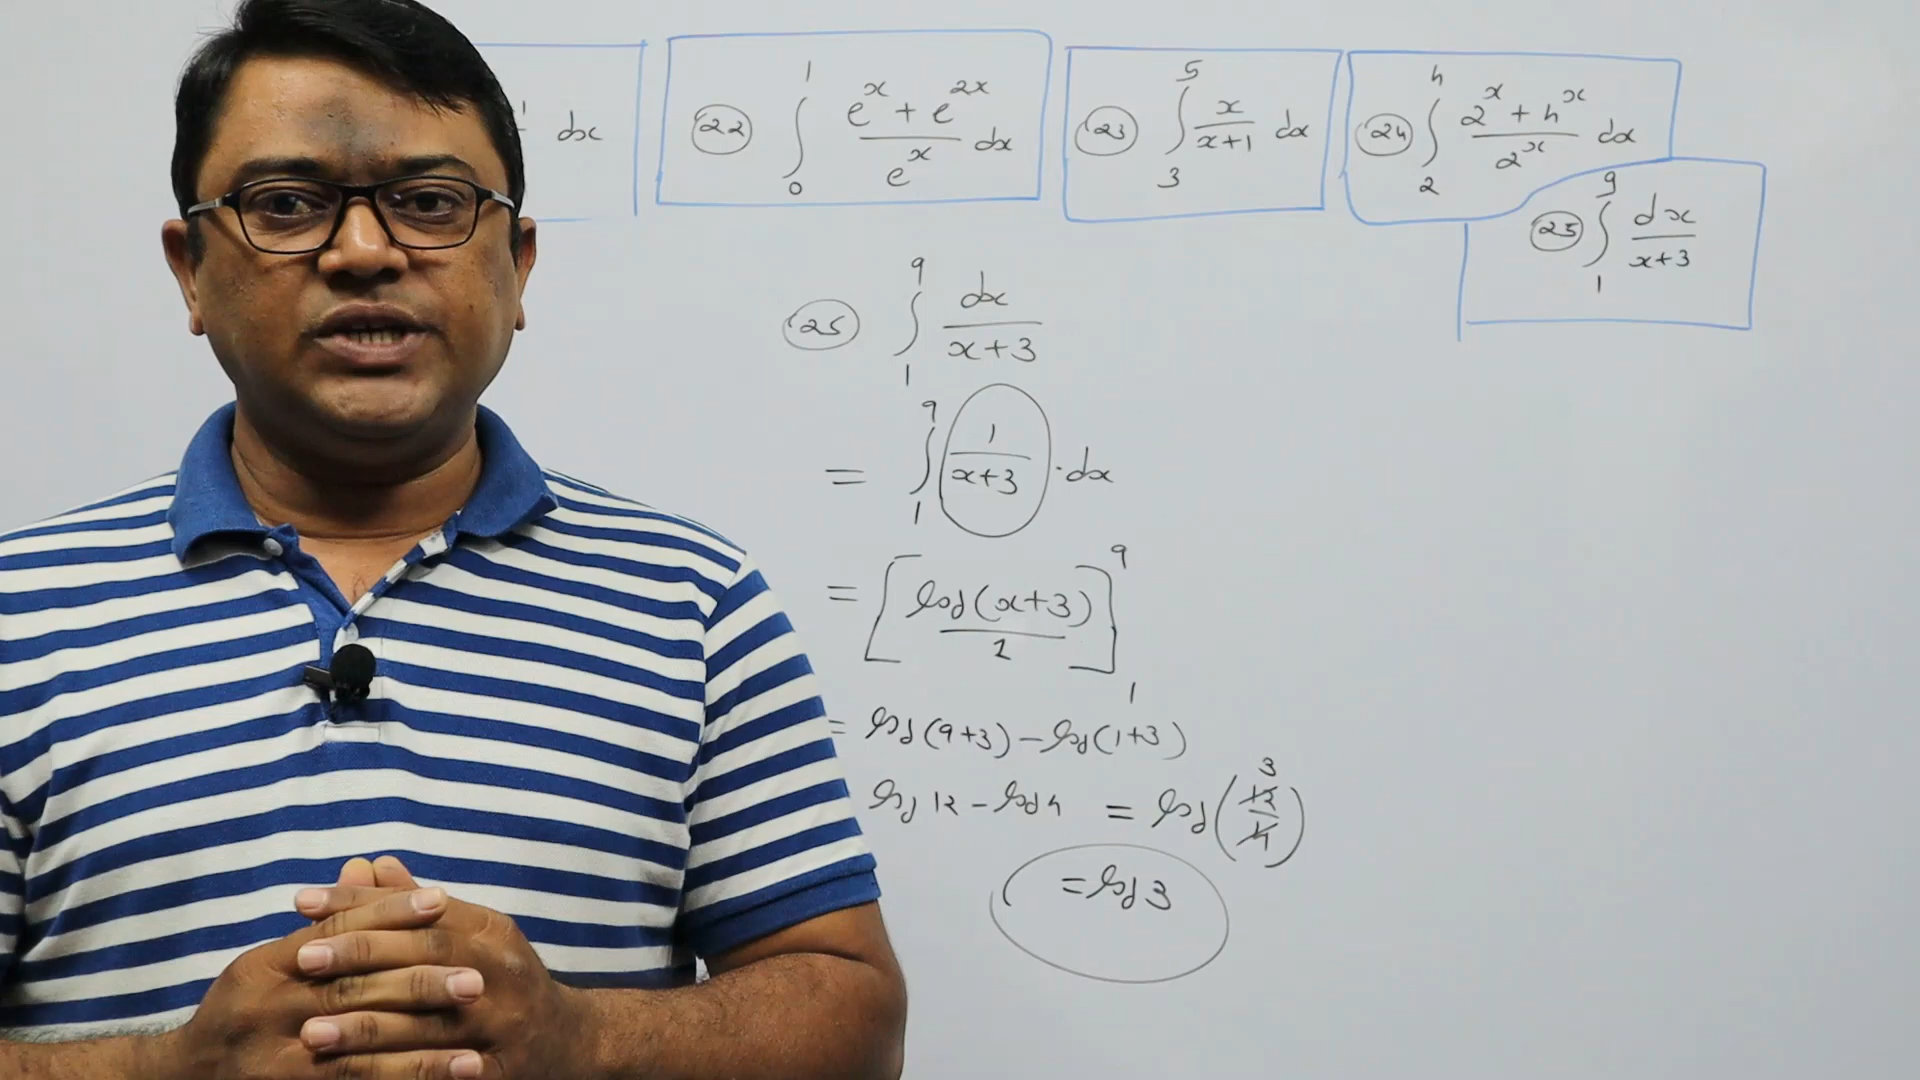 dx
(22) ∫₀¹ (eˣ + e²ˣ)/eˣ dx
(23) ∫₃⁵ x/(x+1) dx
(24) ∫₂⁴ (2ˣ + 4ˣ)/2ˣ dx
(25) ∫₁⁹ dx/(x+3)
(25) ∫₁⁹ dx/(x+3)
= ∫₁⁹ 1/(x+3) · dx
= [log(x+3)/1]₁⁹
= log(9+3) - log(1+3)
log 12 - log 4 = log(12/4) 3
= log 3